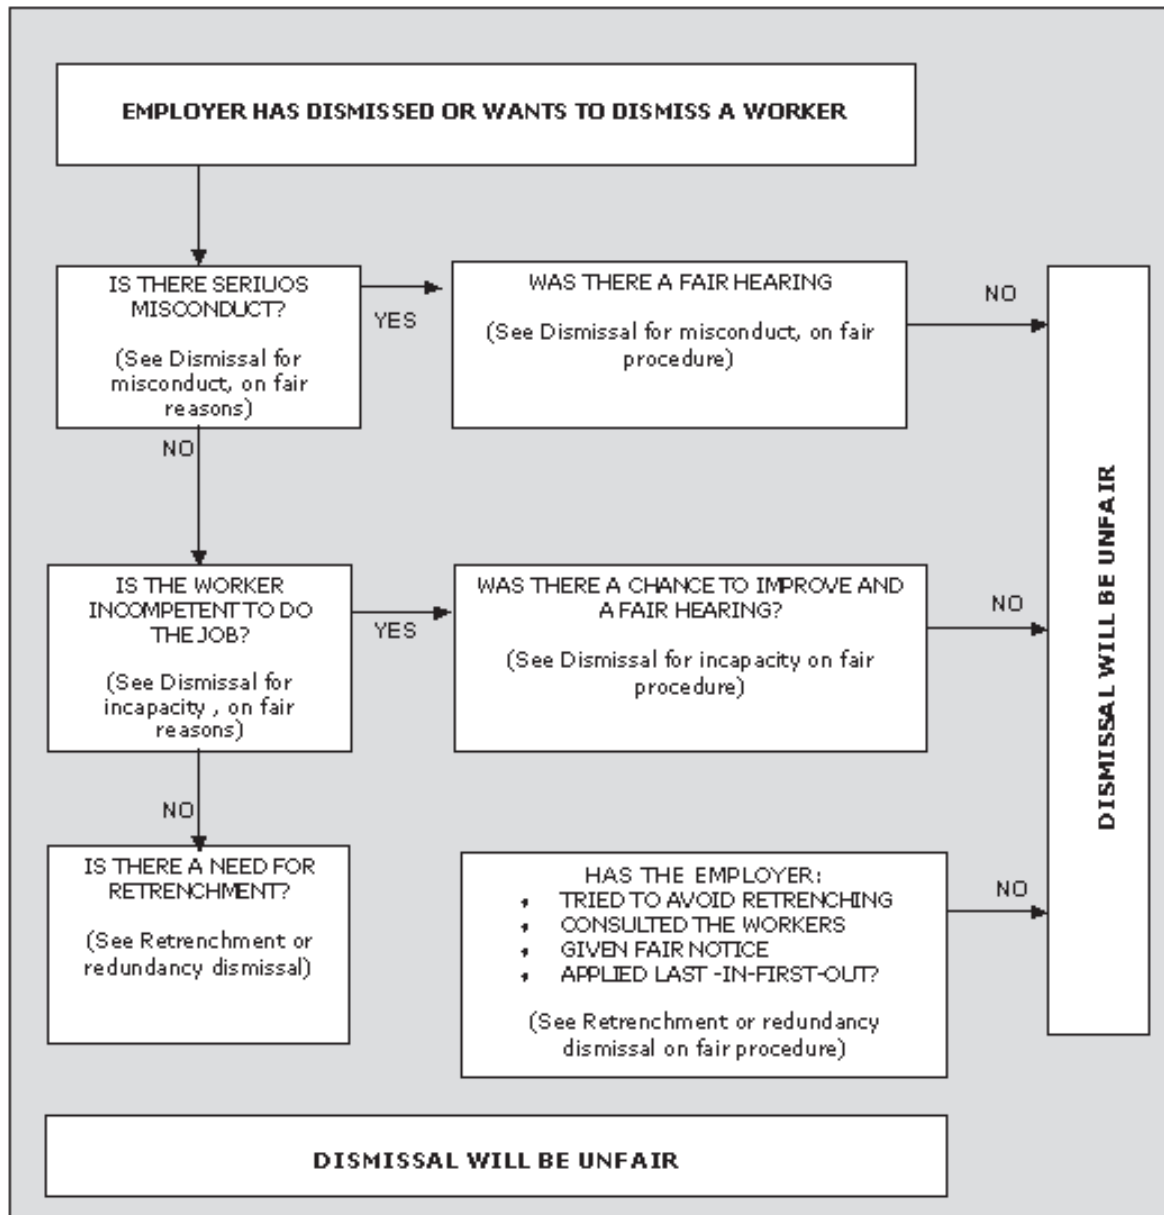 EMPLOYER HAS DISMISSED OR WANTS TO DISMISS A WORKER
IS THERE SERILIOS
MISCONDUCT?
(See Dismissal for
misconduct, on fair
reasons)
YES
WAS THERE A FAIR HEARING
(See Dismissal for misconduct, on fair
procedure)
NO
NO
IS THE WORKER
INCOMPETENT TO DO
THE JOB?
(See Dismissal for
incapacity , on fair
reasons)
YES
WAS THERE A CHANCE TO IMPROVE AND
A FAIR HEARING?
(See Dismissal for incapacity on fair
procedure)
NO
NO
IS THERE A NEED FOR
RETRENCHMENT?
(See Retrenchment or
redundancy dismissal)
HAS THE EMPLOYER:
• TRIED TO AVOID RETRENCHING
• CONSULTED THE WORKERS
• GIVEN FAIR NOTICE
• APPLIED LAST -IN-FIRST-OUT?
(See Retrenchment or redundancy
dismissal on fair procedure)
NO
DISMISSAL WILL BE UNFAIR
DISMISSAL WILL BE UNFAIR